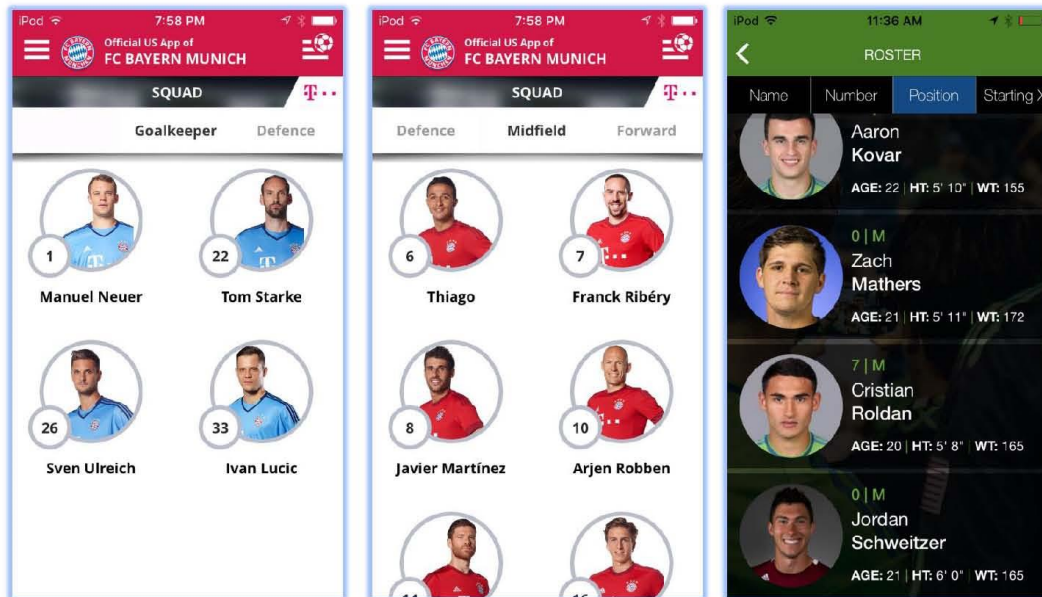 iPod 7:58 PM
Official US App of
FC BAYERN MUNICH
SQUAD
T
Goalkeeper Defence
1
22
Manuel Neuer Tom Starke
26
33
Sven Ulreich Ivan Lucic
iPod 7:58 PM
Official US App of
FC BAYERN MUNICH
SQUAD
T
Defence Midfield Forward
6
7
Thiago Franck Ribéry
8
10
Javier Martínez Arjen Robben
iPod 11:36 AM
ROSTER
Name Number Position Starting X
Aaron
Kovar
AGE: 22 | HT: 5' 10" | WT: 155
0 | M
Zach
Mathers
AGE: 21 | HT: 5' 11" | WT: 172
7 | M
Cristian
Roldan
AGE: 20 | HT: 5' 8" | WT: 165
0 | M
Jordan
Schweitzer
AGE: 21 | HT: 6' 0" | WT: 165